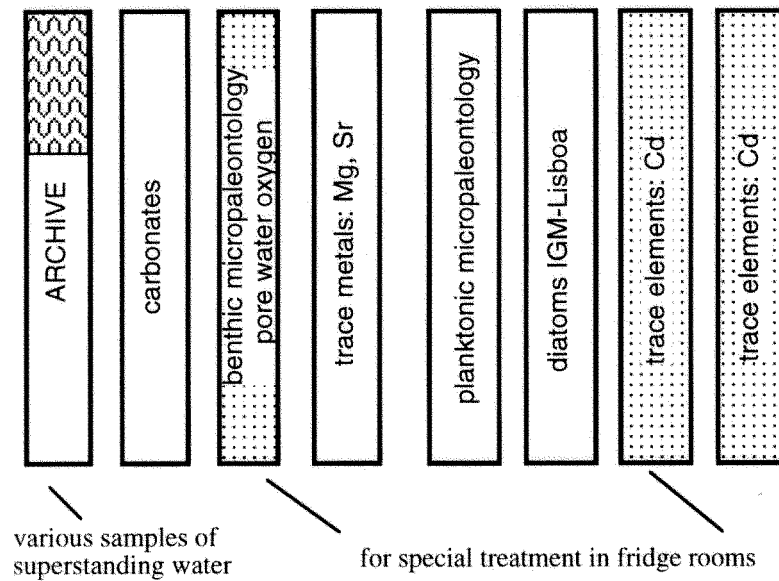 ARCHIVE
carbonates
benthic micropaleontology
pore water oxygen
trace metals: Mg, Sr
planktonic micropaleontology
diatoms IGM-Lisboa
trace elements: Cd
trace elements: Cd
various samples of
superstanding water
for special treatment in fridge rooms